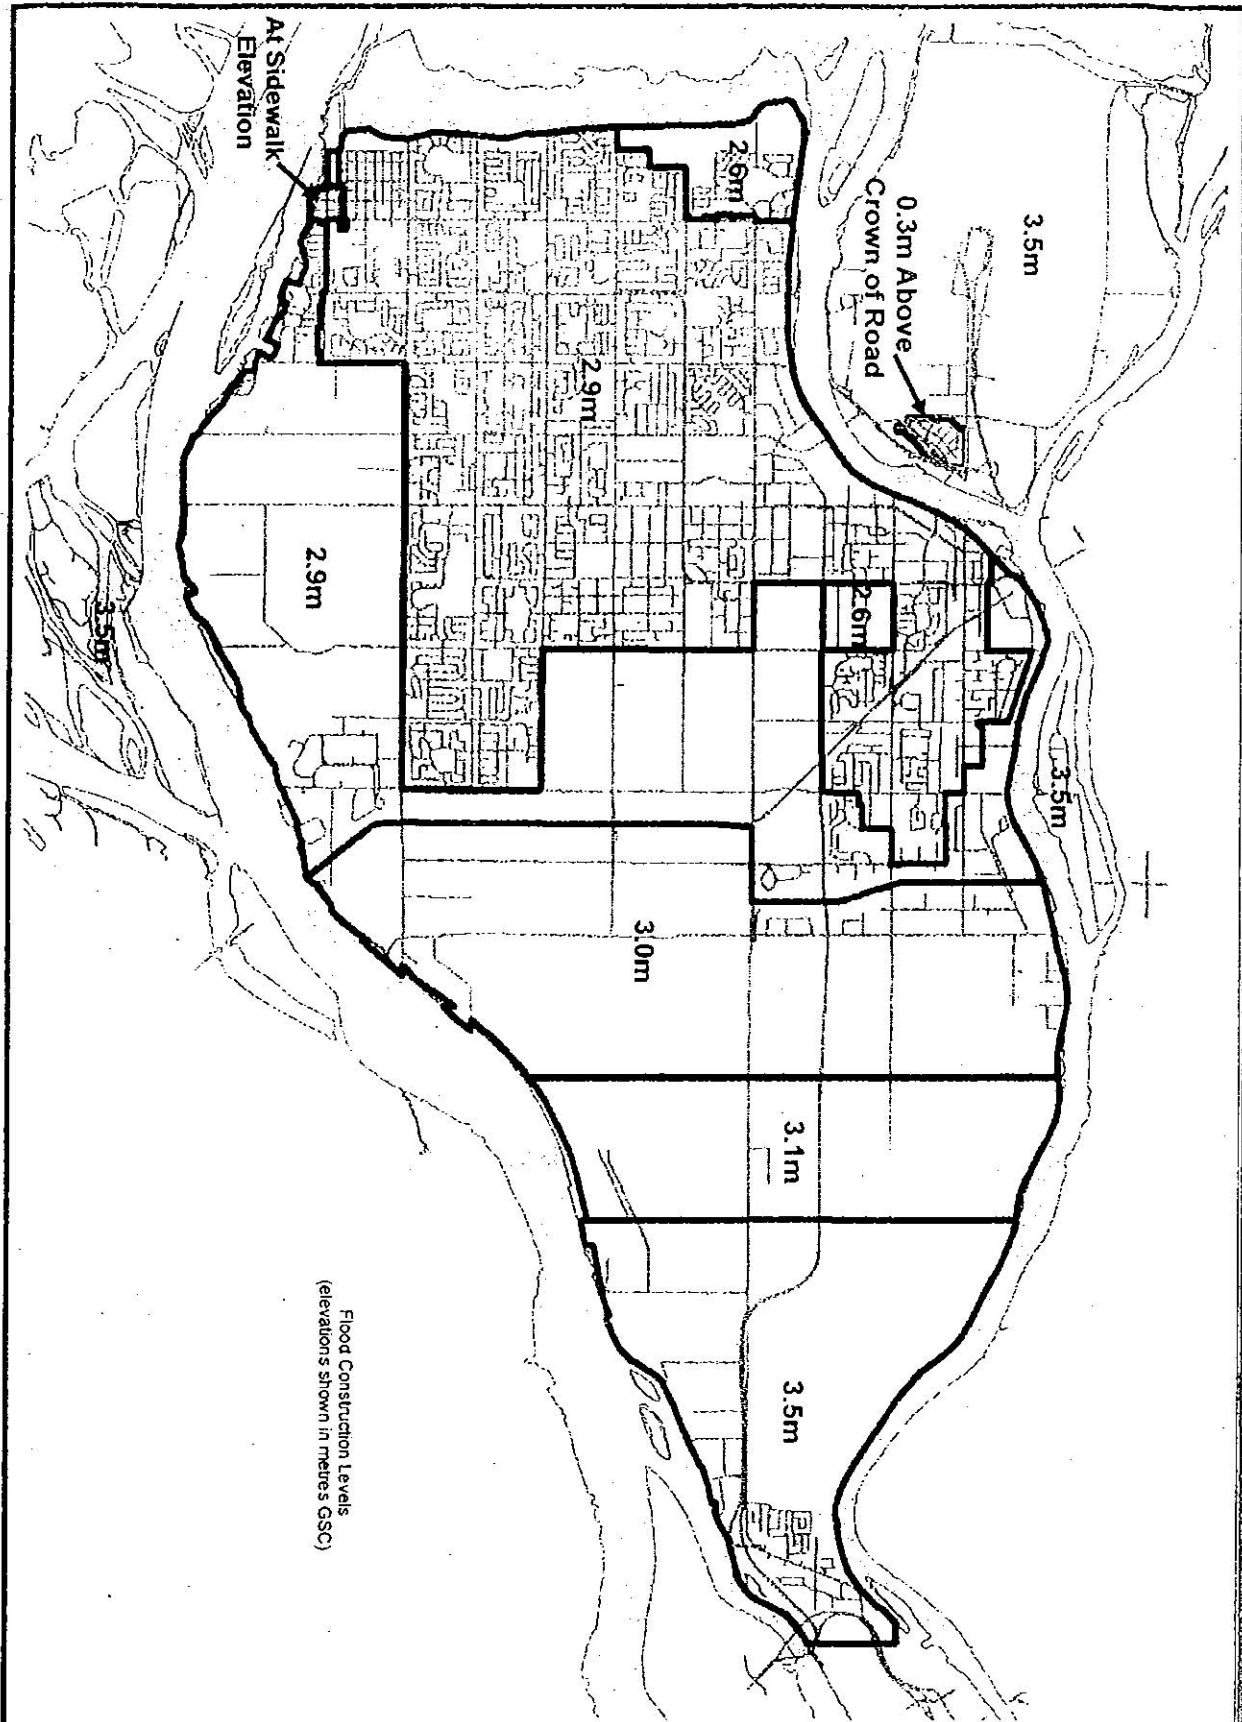 At Sidewalk
Elevation
2.6m
0.3m Above
Crown of Road
3.5m
2.9m
2.9m
3.5m
2.6m
3.5m
3.0m
3.1m
3.5m
Flood Construction Levels
(elevations shown in metres GSC)